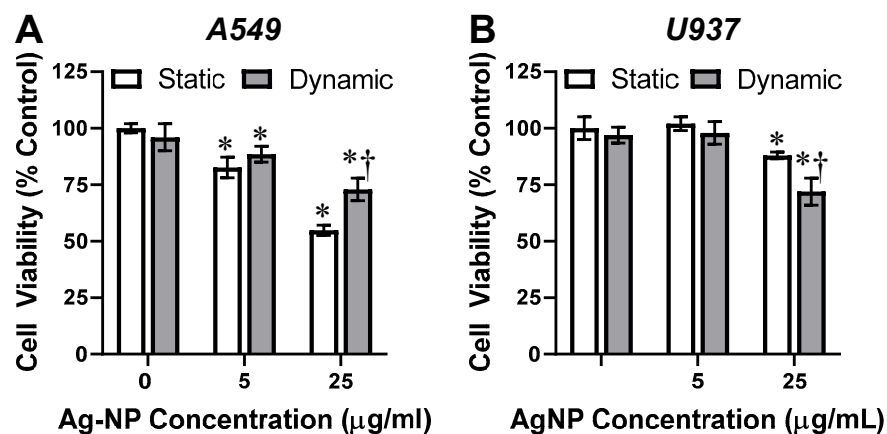 A A549
Cell Viability (% Control)
125
100
75
50
25
0
Static Dynamic
* * * *†
0 5 25
Ag-NP Concentration (μg/ml)
B U937
Cell Viability (% Control)
125
100
75
50
25
0
Static Dynamic
* *†
5 25
AgNP Concentration (μg/mL)